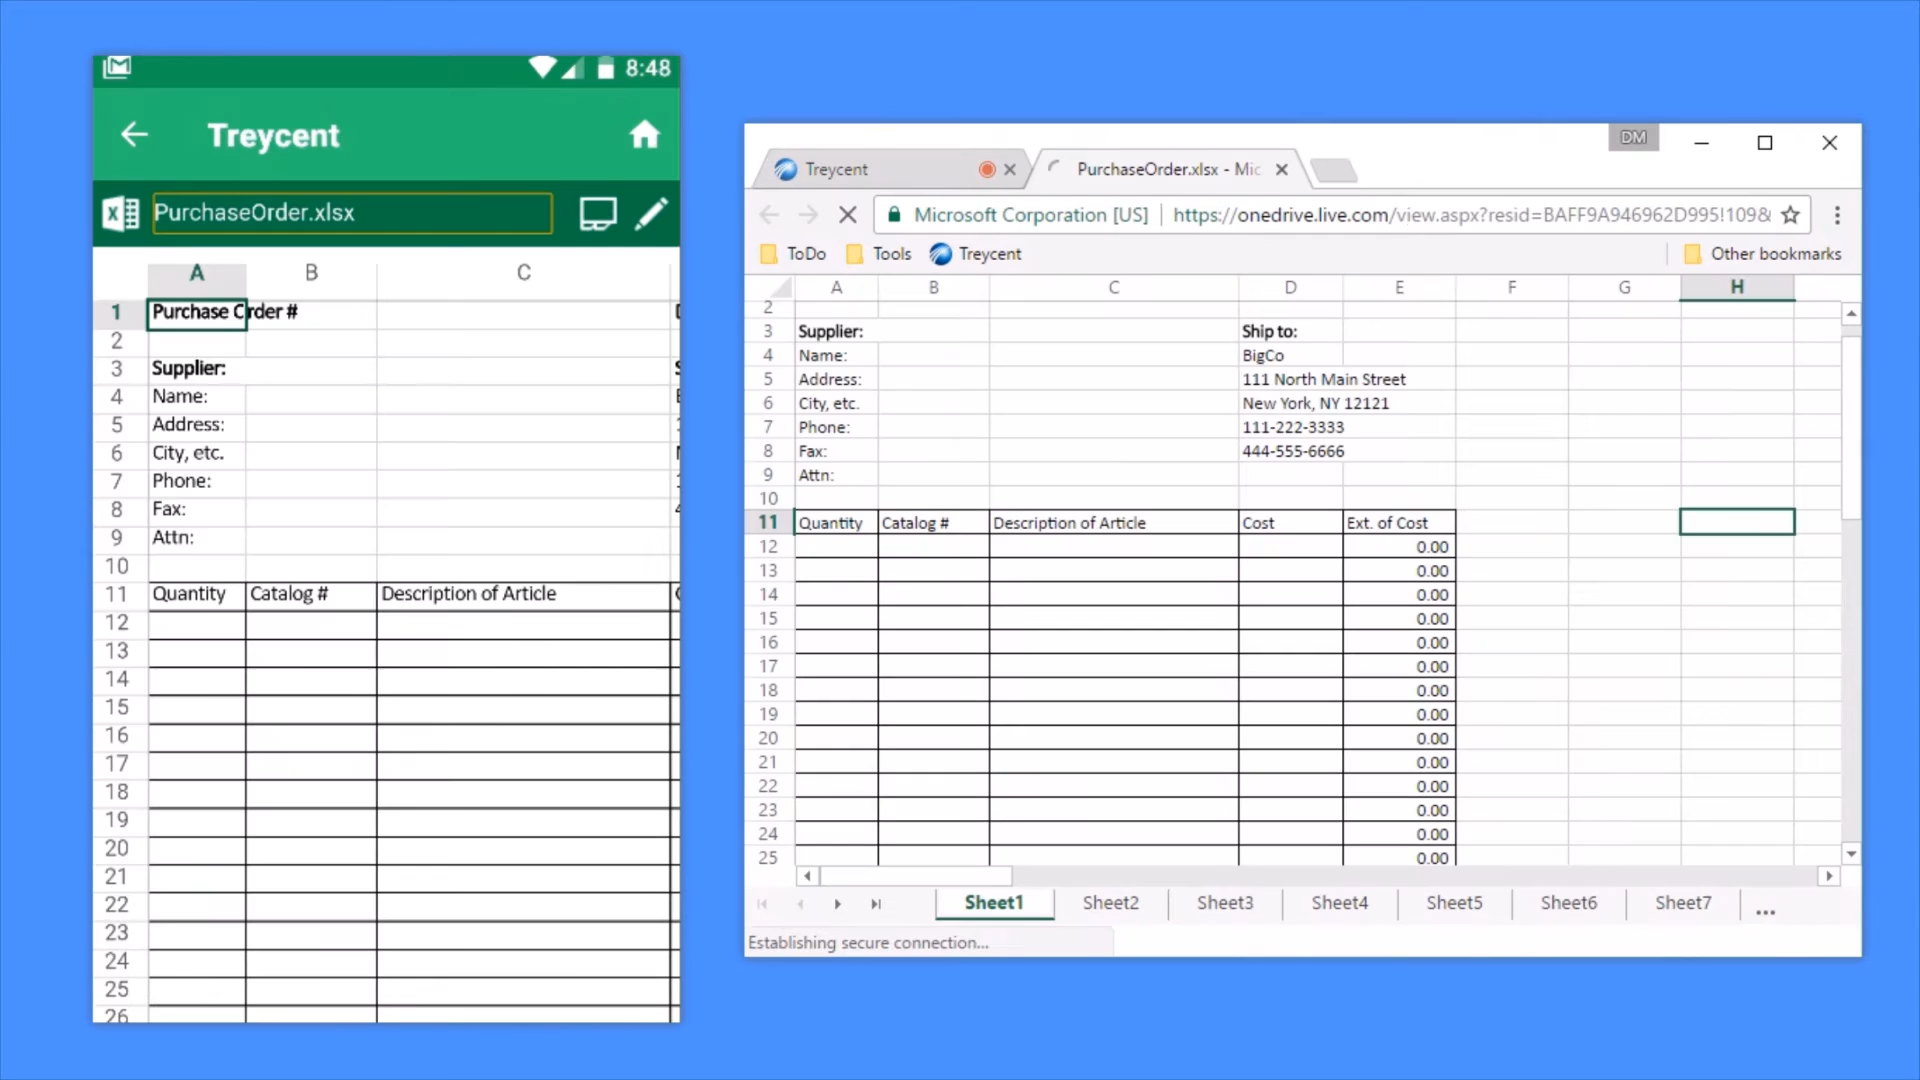 8:48
Treycent
PurchaseOrder.xlsx
A B C
1 Purchase Order #
2
3 Supplier:
4 Name:
5 Address:
6 City, etc.
7 Phone:
8 Fax:
9 Attn:
10
11 Quantity Catalog # Description of Article
12
13
14
15
16
17
18
19
20
21
22
23
24
25
26
DM
Treycent PurchaseOrder.xlsx - Mic
Microsoft Corporation [US] https://onedrive.live.com/view.aspx?resid=BAFF9A946962D995!109&
ToDo Tools Treycent Other bookmarks
A B C D E F G H
2
3 Supplier: Ship to:
4 Name: BigCo
5 Address: 111 North Main Street
6 City, etc. New York, NY 12121
7 Phone: 111-222-3333
8 Fax: 444-555-6666
9 Attn:
10
11 Quantity Catalog # Description of Article Cost Ext. of Cost
12 0.00
13 0.00
14 0.00
15 0.00
16 0.00
17 0.00
18 0.00
19 0.00
20 0.00
21 0.00
22 0.00
23 0.00
24 0.00
25 0.00
Sheet1 Sheet2 Sheet3 Sheet4 Sheet5 Sheet6 Sheet7 ...
Establishing secure connection...